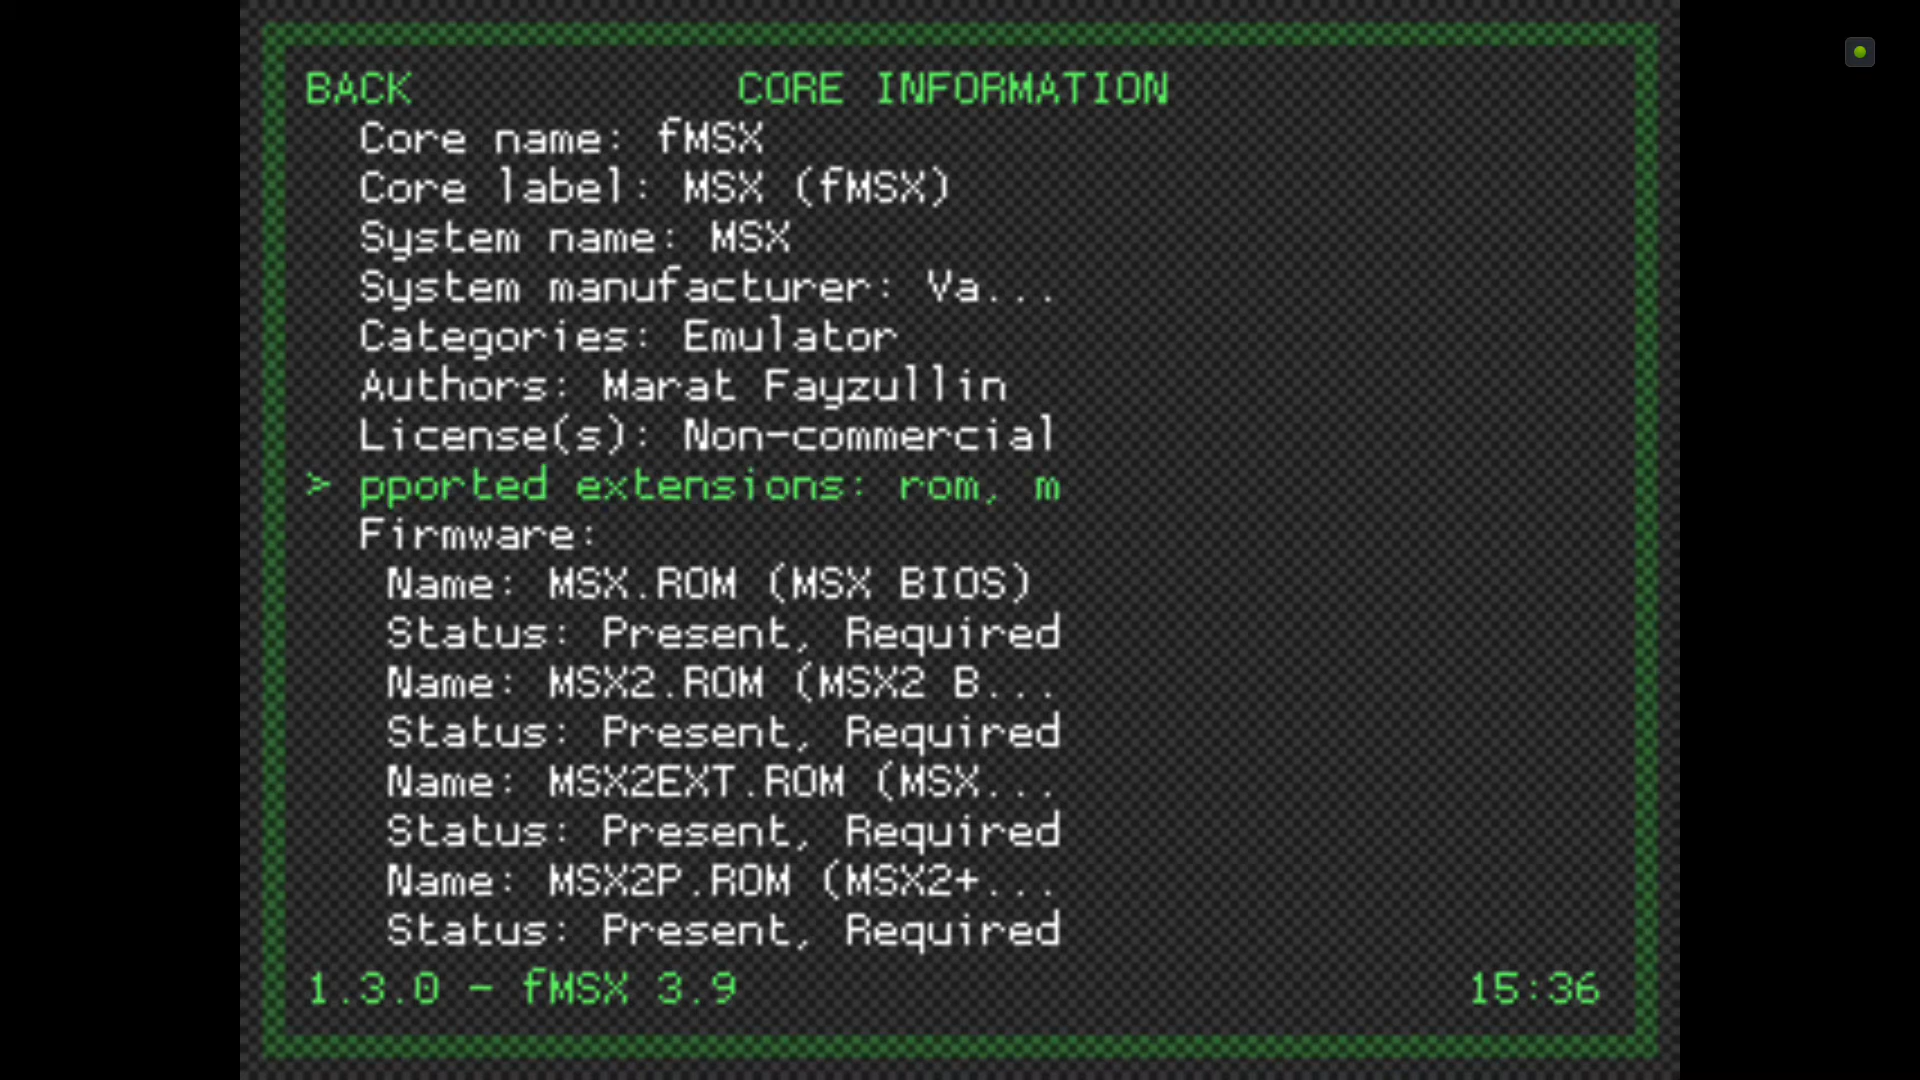 BACK CORE INFORMATION
Core name: fMSX
Core label: MSX (fMSX)
System name: MSX
System manufacturer: Va...
Categories: Emulator
Authors: Marat Fayzullin
License(s): Non-commercial
> pported extensions: rom, m
Firmware:
Name: MSX.ROM (MSX BIOS)
Status: Present, Required
Name: MSX2.ROM (MSX2 B...
Status: Present, Required
Name: MSX2EXT.ROM (MSX...
Status: Present, Required
Name: MSX2P.ROM (MSX2+...
Status: Present, Required
1.3.0 - fMSX 3.9 15:36